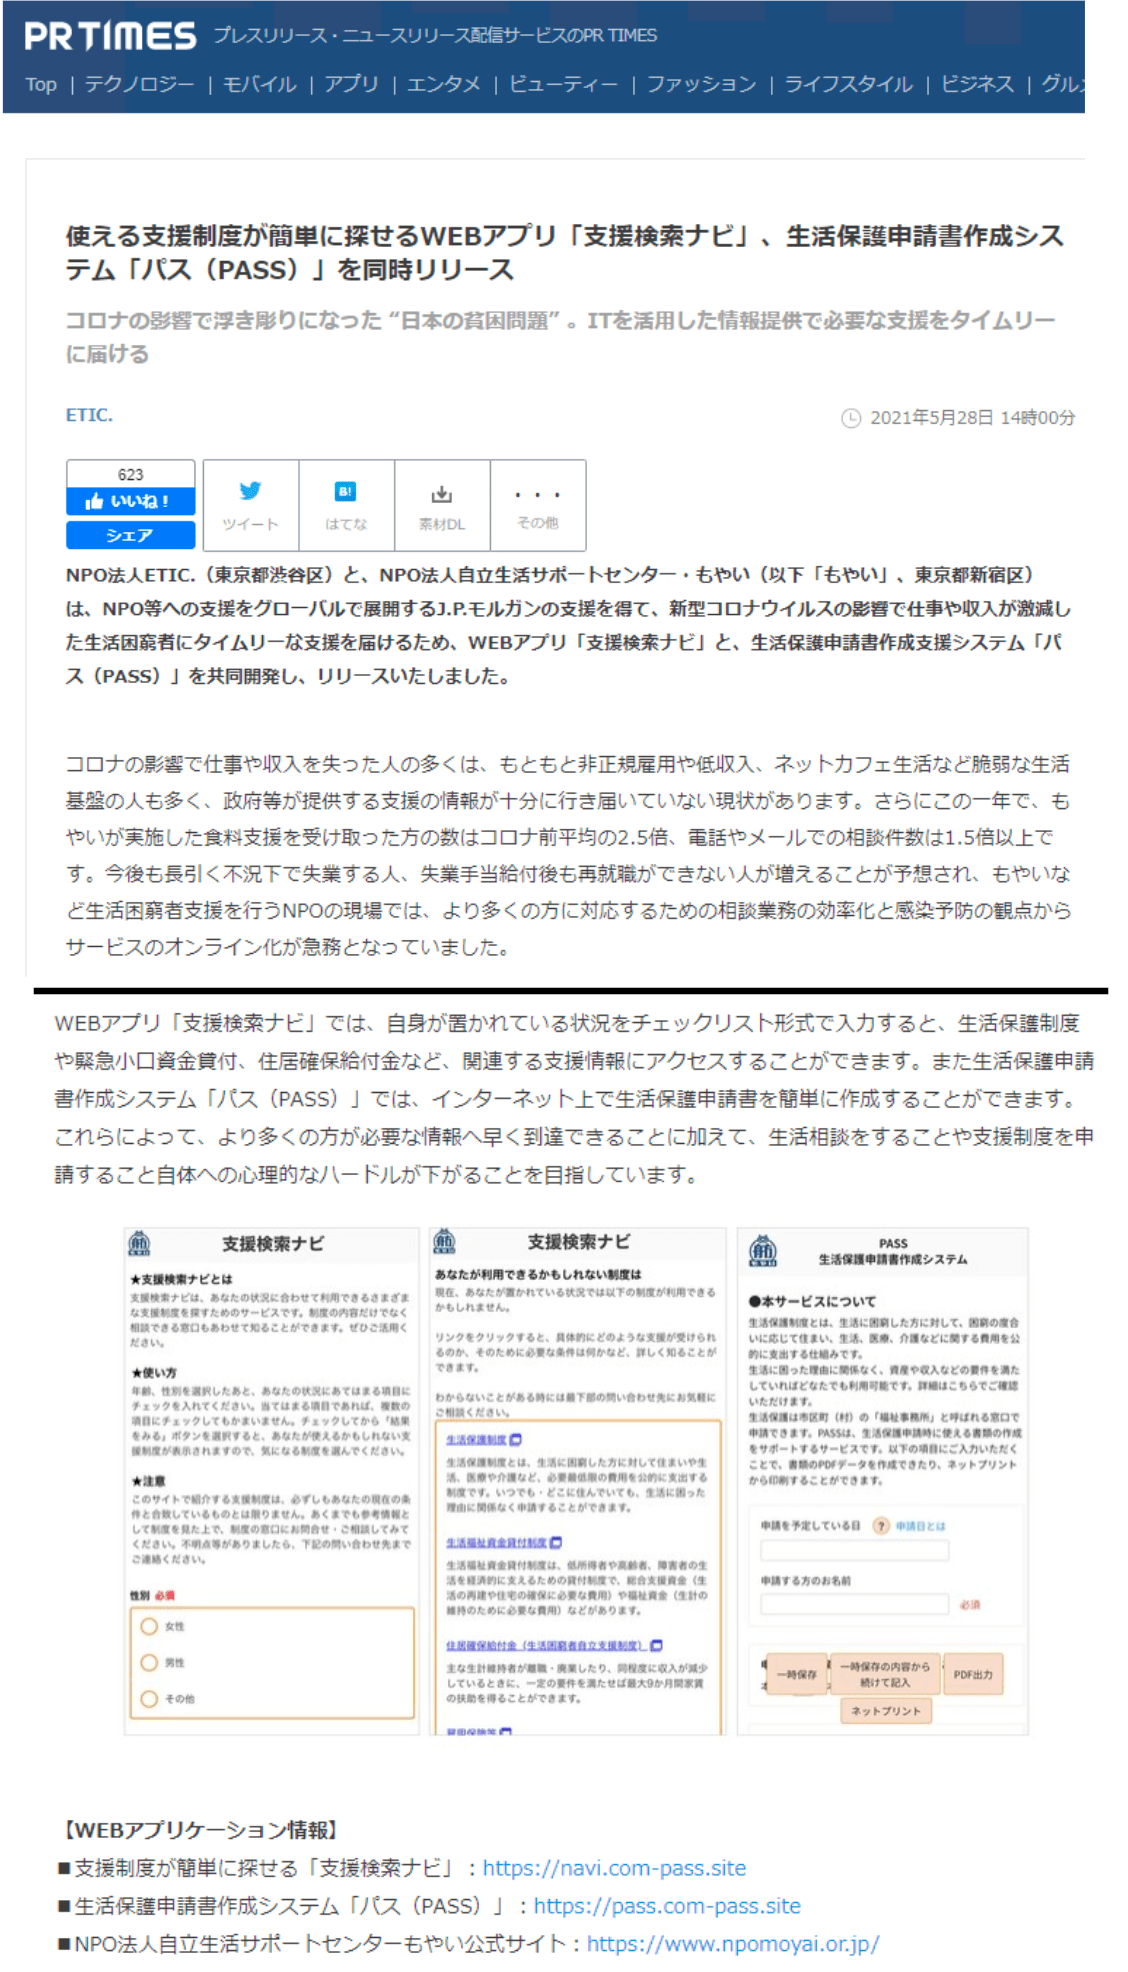 PR TIMES プレスリリース・ニュースリリース配信サービスのPR TIMES
Top | テクノロジー | モバイル | アプリ | エンタメ | ビューティー | ファッション | ライフスタイル | ビジネス | グル
使える支援制度が簡単に探せるWEBアプリ「支援検索ナビ」、生活保護申請書作成シス
テム「パス（PASS）」を同時リリース
コロナの影響で浮き彫りになった “日本の貧困問題” 。ITを活用した情報提供で必要な支援をタイムリー
に届ける
ETIC.
2021年5月28日 14時00分
623
いいね！
シェア
ツイート
B!
はてな
素材DL
・・・
その他
NPO法人ETIC.（東京都渋谷区）と、NPO法人自立生活サポートセンター・もやい（以下「もやい」、東京都新宿区）
は、NPO等への支援をグローバルで展開するJ.P.モルガンの支援を得て、新型コロナウイルスの影響で仕事や収入が激減し
た生活困窮者にタイムリーな支援を届けるため、WEBアプリ「支援検索ナビ」と、生活保護申請書作成支援システム「パ
ス（PASS）」を共同開発し、リリースいたしました。
コロナの影響で仕事や収入を失った人の多くは、もともと非正規雇用や低収入、ネットカフェ生活など脆弱な生活
基盤の人も多く、政府等が提供する支援の情報が十分に行き届いていない現状があります。さらにこの一年で、も
やいが実施した食料支援を受け取った方の数はコロナ前平均の2.5倍、電話やメールでの相談件数は1.5倍以上で
す。今後も長引く不況下で失業する人、失業手当給付後も再就職ができない人が増えることが予想され、もやいな
ど生活困窮者支援を行うNPOの現場では、より多くの方に対応するための相談業務の効率化と感染予防の観点から
サービスのオンライン化が急務となっていました。
WEBアプリ「支援検索ナビ」では、自身が置かれている状況をチェックリスト形式で入力すると、生活保護制度
や緊急小口資金貸付、住居確保給付金など、関連する支援情報にアクセスすることができます。また生活保護申請
書作成システム「パス（PASS）」では、インターネット上で生活保護申請書を簡単に作成することができます。
これらによって、より多くの方が必要な情報へ早く到達できることに加えて、生活相談をすることや支援制度を申
請すること自体への心理的なハードルが下がることを目指しています。
支援検索ナビ
★支援検索ナビとは
支援検索ナビは、あなたの状況に合わせて利用できるさまざま
な支援制度を探すためのサービスです。制度の内容だけでなく
相談できる窓口もあわせて知ることができます。ぜひご活用く
ださい。
★使い方
年齢、性別を選択したあと、あなたの状況にあてはまる項目に
チェックを入れてください。当てはまる項目であれば、複数の
項目にチェックしてもかまいません。チェックしてから「結果
をみる」ボタンを選択すると、あなたが使えるかもしれない支
援制度が表示されますので、気になる制度を選んでください。
★注意
このサイトで紹介する支援制度は、必ずしもあなたの現在の条
件と合致しているものとは限りません。あくまでも参考情報と
して制度を見た上で、制度の窓口にお問合せ・ご相談してみて
ください。不明点等がありましたら、下記の問い合わせ先まで
ご連絡ください。
性別 必須
女性
男性
その他
支援検索ナビ
あなたが利用できるかもしれない制度は
現在、あなたが置かれている状況では以下の制度が利用できる
かもしれません。
リンクをクリックすると、具体的にどのような支援が受けられ
るのか、そのために必要な条件は何かなど、詳しく知ることが
できます。
わからないことがある時には最下部の問い合わせ先にお気軽に
ご相談ください。
生活保護制度
生活保護制度とは、生活に困窮した方に対して住まいや生
活、医療や介護など、必要最低限の費用を公的に支出する
制度です。いつでも・どこに住んでいても、生活に困った
理由に関係なく申請することができます。
生活福祉資金貸付制度
生活福祉資金貸付制度は、低所得者や高齢者、障害者の生
活を経済的に支えるための貸付制度で、総合支援資金（生
活の再建や住宅の確保に必要な費用）や福祉資金（生計の
維持のために必要な費用）などがあります。
住居確保給付金（生活困窮者自立支援制度）
主な生計維持者が離職・廃業したり、同程度に収入が減少
しているときに、一定の要件を満たせば最大9か月間家賃
の扶助を得ることができます。
雇用保険等
PASS
生活保護申請書作成システム
●本サービスについて
生活保護制度とは、生活に困窮した方に対して、困窮の度合
いに応じて住まい、生活、医療、介護などに関する費用を公
的に支出する仕組みです。
生活に困った理由に関係なく、資産や収入などの要件を満た
していればどなたでも利用可能です。詳細はこちらでご確認
いただけます。
生活保護は市区町（村）の「福祉事務所」と呼ばれる窓口で
申請できます。PASSは、生活保護申請時に使える書類の作成
をサポートするサービスです。以下の項目にご入力いただく
ことで、書類のPDFデータを作成できたり、ネットプリント
から印刷することができます。
申請を予定している日 ? 申請日とは
申請する方のお名前
必須
一時保存
一時保存の内容から
続けて記入
PDF出力
ネットプリント
【WEBアプリケーション情報】
■支援制度が簡単に探せる「支援検索ナビ」：https://navi.com-pass.site
■生活保護申請書作成システム「パス（PASS）」：https://pass.com-pass.site
■NPO法人自立生活サポートセンターもやい公式サイト：https://www.npomoyai.or.jp/